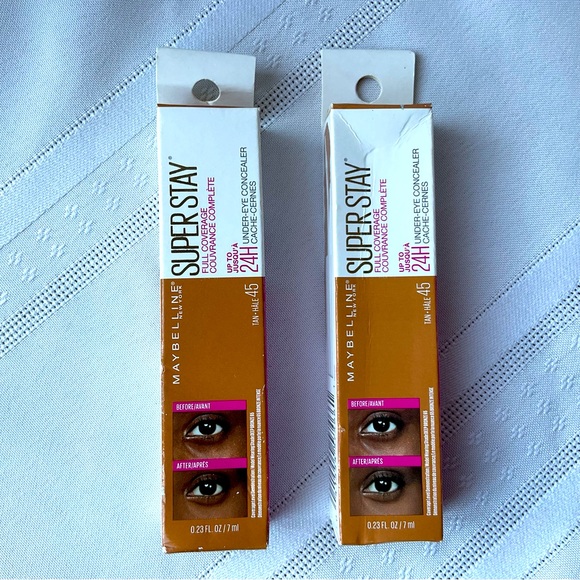 MAYBELLINE
NEW YORK
SUPER STAY®
FULL COVERAGE
COUVRANCE COMPLÈTE
UP TO
JUSQU'À
24H
UNDER-EYE CONCEALER
CACHE-CERNES
TAN • HÂLÉ 45
BEFORE/AVANT
AFTER/APRÈS
0.23 FL. OZ / 7 ml
MAYBELLINE
NEW YORK
SUPER STAY®
FULL COVERAGE
COUVRANCE COMPLÈTE
UP TO
JUSQU'À
24H
UNDER-EYE CONCEALER
CACHE-CERNES
TAN • HÂLÉ 45
BEFORE/AVANT
AFTER/APRÈS
0.23 FL. OZ / 7 ml